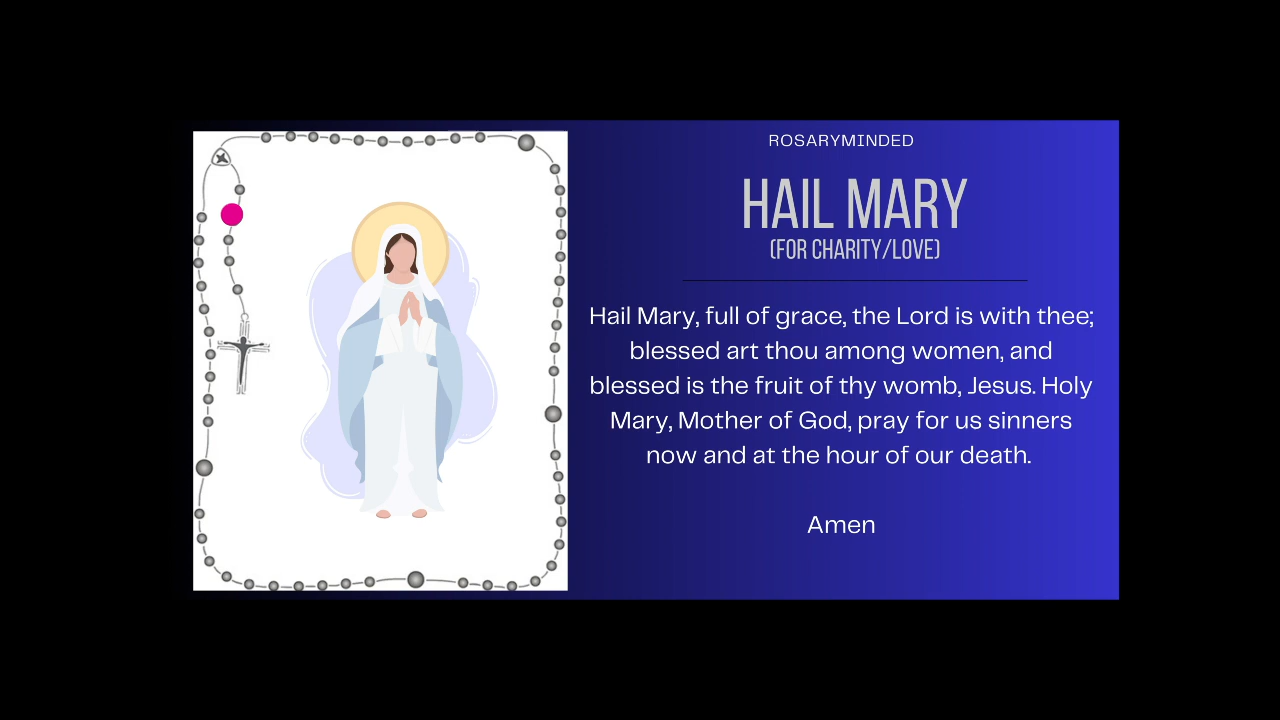 ROSARYMINDED
HAIL MARY
(FOR CHARITY/LOVE)
Hail Mary, full of grace, the Lord is with thee;
blessed art thou among women, and
blessed is the fruit of thy womb, Jesus. Holy
Mary, Mother of God, pray for us sinners
now and at the hour of our death.
Amen